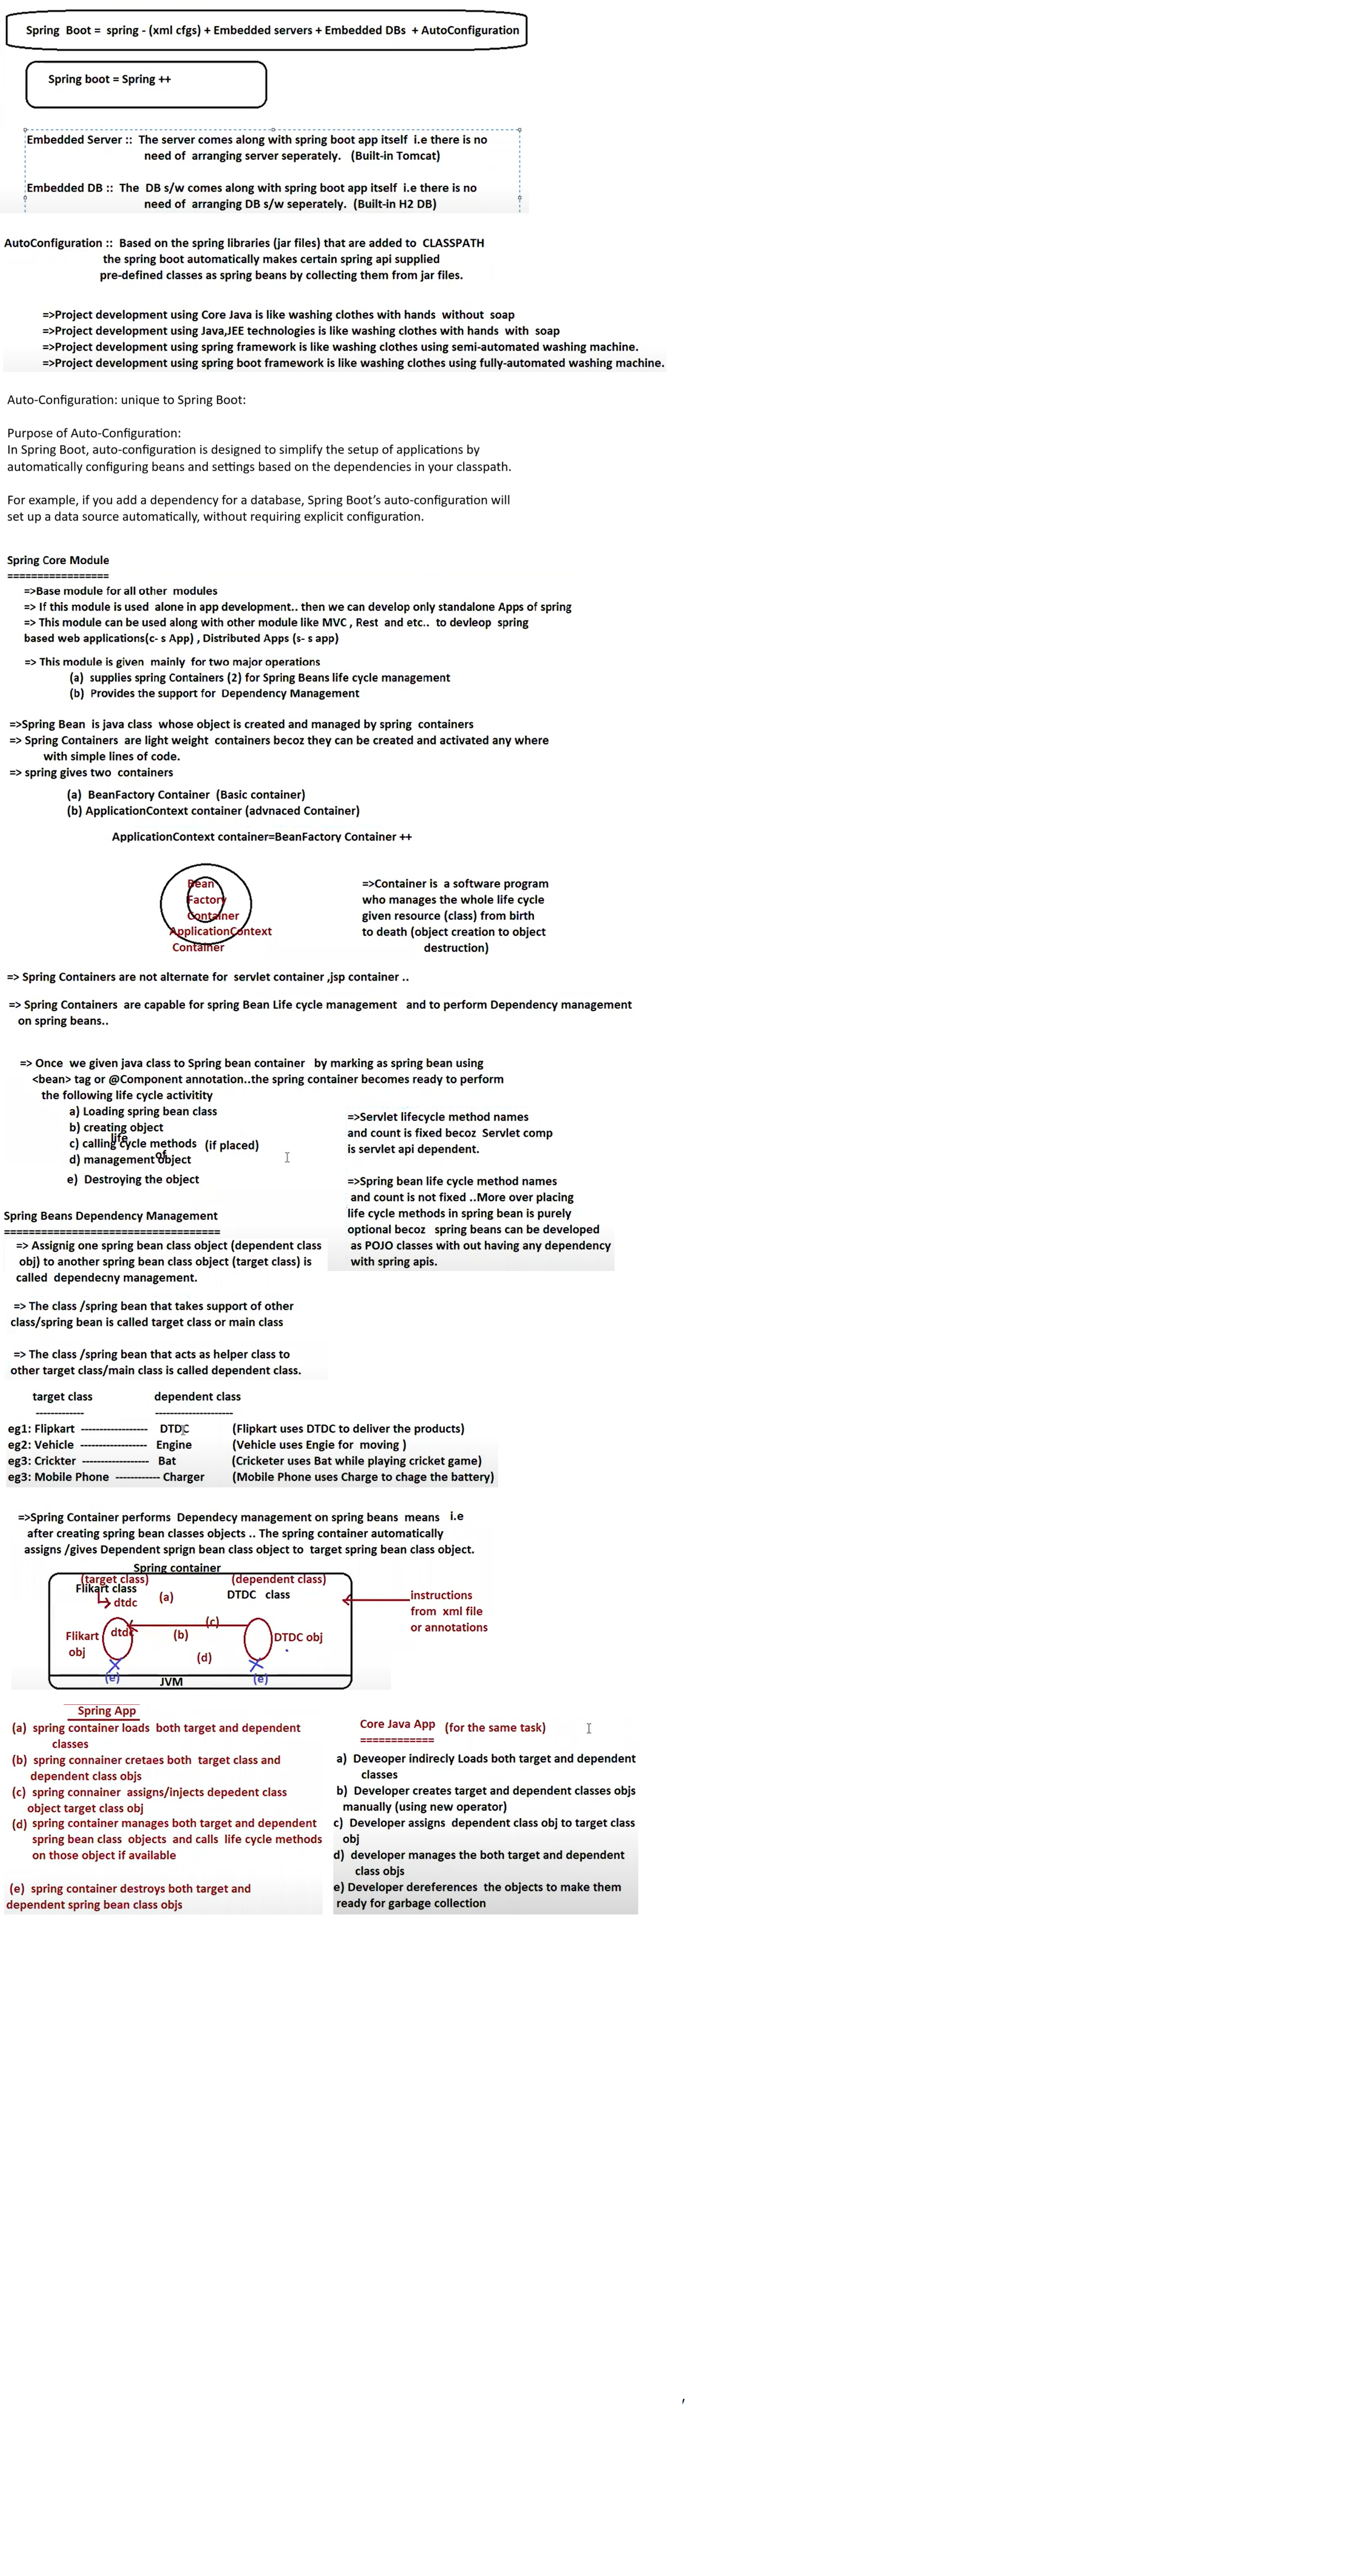 Spring Boot = spring - (xml cfgs) + Embedded servers + Embedded DBs + AutoConfiguration
Spring boot = Spring ++
Embedded Server :: The server comes along with spring boot app itself i.e there is no
need of arranging server seperately. (Built-in Tomcat)
Embedded DB :: The DB s/w comes along with spring boot app itself i.e there is no
need of arranging DB s/w seperately. (Built-in H2 DB)
AutoConfiguration :: Based on the spring libraries (jar files) that are added to CLASSPATH
the spring boot automatically makes certain spring api supplied
pre-defined classes as spring beans by collecting them from jar files.
=>Project development using Core Java is like washing clothes with hands without soap
=>Project development using Java,JEE technologies is like washing clothes with hands with soap
=>Project development using spring framework is like washing clothes using semi-automated washing machine.
=>Project development using spring boot framework is like washing clothes using fully-automated washing machine.
Auto-Configuration: unique to Spring Boot:
Purpose of Auto-Configuration:
In Spring Boot, auto-configuration is designed to simplify the setup of applications by
automatically configuring beans and settings based on the dependencies in your classpath.
For example, if you add a dependency for a database, Spring Boot's auto-configuration will
set up a data source automatically, without requiring explicit configuration.
Spring Core Module
=================
=>Base module for all other modules
=> If this module is used alone in app development.. then we can develop only standalone Apps of spring
=> This module can be used along with other module like MVC , Rest and etc.. to devleop spring
based web applications(c- s App) , Distributed Apps (s- s app)
=> This module is given mainly for two major operations
(a) supplies spring Containers (2) for Spring Beans life cycle management
(b) Provides the support for Dependency Management
=>Spring Bean is java class whose object is created and managed by spring containers
=> Spring Containers are light weight containers becoz they can be created and activated any where
with simple lines of code.
=> spring gives two containers
(a) BeanFactory Container (Basic container)
(b) ApplicationContext container (advnaced Container)
ApplicationContext container=BeanFactory Container ++
Bean
Factory
Container
ApplicationContext
Container
=>Container is a software program
who manages the whole life cycle
given resource (class) from birth
to death (object creation to object
destruction)
=> Spring Containers are not alternate for servlet container ,jsp container ..
=> Spring Containers are capable for spring Bean Life cycle management and to perform Dependency management
on spring beans..
=> Once we given java class to Spring bean container by marking as spring bean using
<bean> tag or @Component annotation..the spring container becomes ready to perform
the following life cycle activitity
a) Loading spring bean class
b) creating object
c) calling life cycle methods (if placed)
d) management of object
e) Destroying the object
=>Servlet lifecycle method names
and count is fixed becoz Servlet comp
is servlet api dependent.
=>Spring bean life cycle method names
and count is not fixed ..More over placing
life cycle methods in spring bean is purely
optional becoz spring beans can be developed
as POJO classes with out having any dependency
with spring apis.
Spring Beans Dependency Management
====================================
=> Assignig one spring bean class object (dependent class
obj) to another spring bean class object (target class) is
called dependecny management.
=> The class /spring bean that takes support of other
class/spring bean is called target class or main class
=> The class /spring bean that acts as helper class to
other target class/main class is called dependent class.
target class dependent class
------------- ---------------------
eg1: Flipkart ------------------ DTDC (Flipkart uses DTDC to deliver the products)
eg2: Vehicle ------------------ Engine (Vehicle uses Engie for moving )
eg3: Crickter ------------------ Bat (Cricketer uses Bat while playing cricket game)
eg3: Mobile Phone ------------ Charger (Mobile Phone uses Charge to chage the battery)
=>Spring Container performs Dependecy management on spring beans means i.e
after creating spring bean classes objects .. The spring container automatically
assigns /gives Dependent sprign bean class object to target spring bean class object.
Spring container
(target class) (dependent class)
Flikart class DTDC class
dtdc (a)
instructions
from xml file
or annotations
(c)
Flikart
obj
dtdc
(b)
DTDC obj
(d)
(e) (e)
JVM
Spring App
(a) spring container loads both target and dependent
classes
(b) spring connainer cretaes both target class and
dependent class objs
(c) spring connainer assigns/injects depedent class
object target class obj
(d) spring container manages both target and dependent
spring bean class objects and calls life cycle methods
on those object if available
(e) spring container destroys both target and
dependent spring bean class objs
Core Java App (for the same task)
============
a) Deveoper indirecly Loads both target and dependent
classes
b) Developer creates target and dependent classes objs
manually (using new operator)
c) Developer assigns dependent class obj to target class
obj
d) developer manages the both target and dependent
class objs
e) Developer dereferences the objects to make them
ready for garbage collection